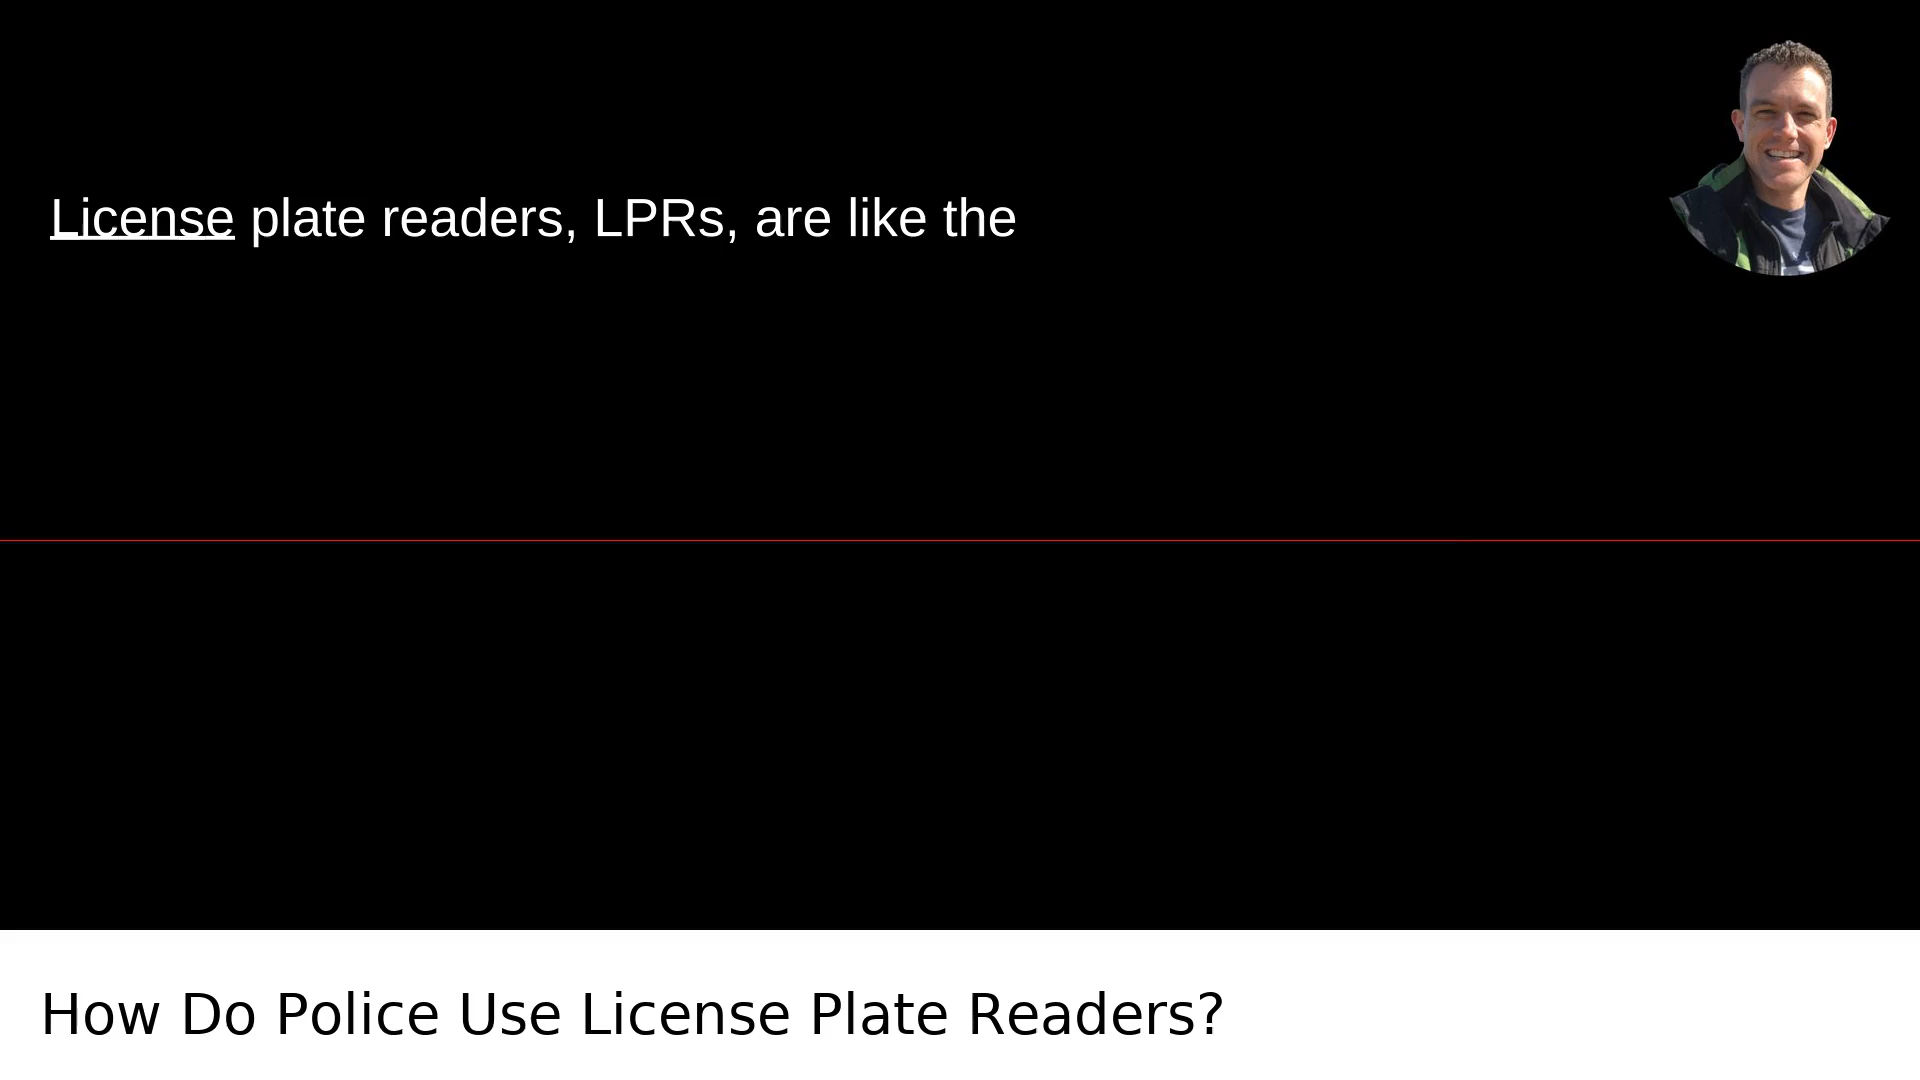 License plate readers, LPRs, are like the
How Do Police Use License Plate Readers?